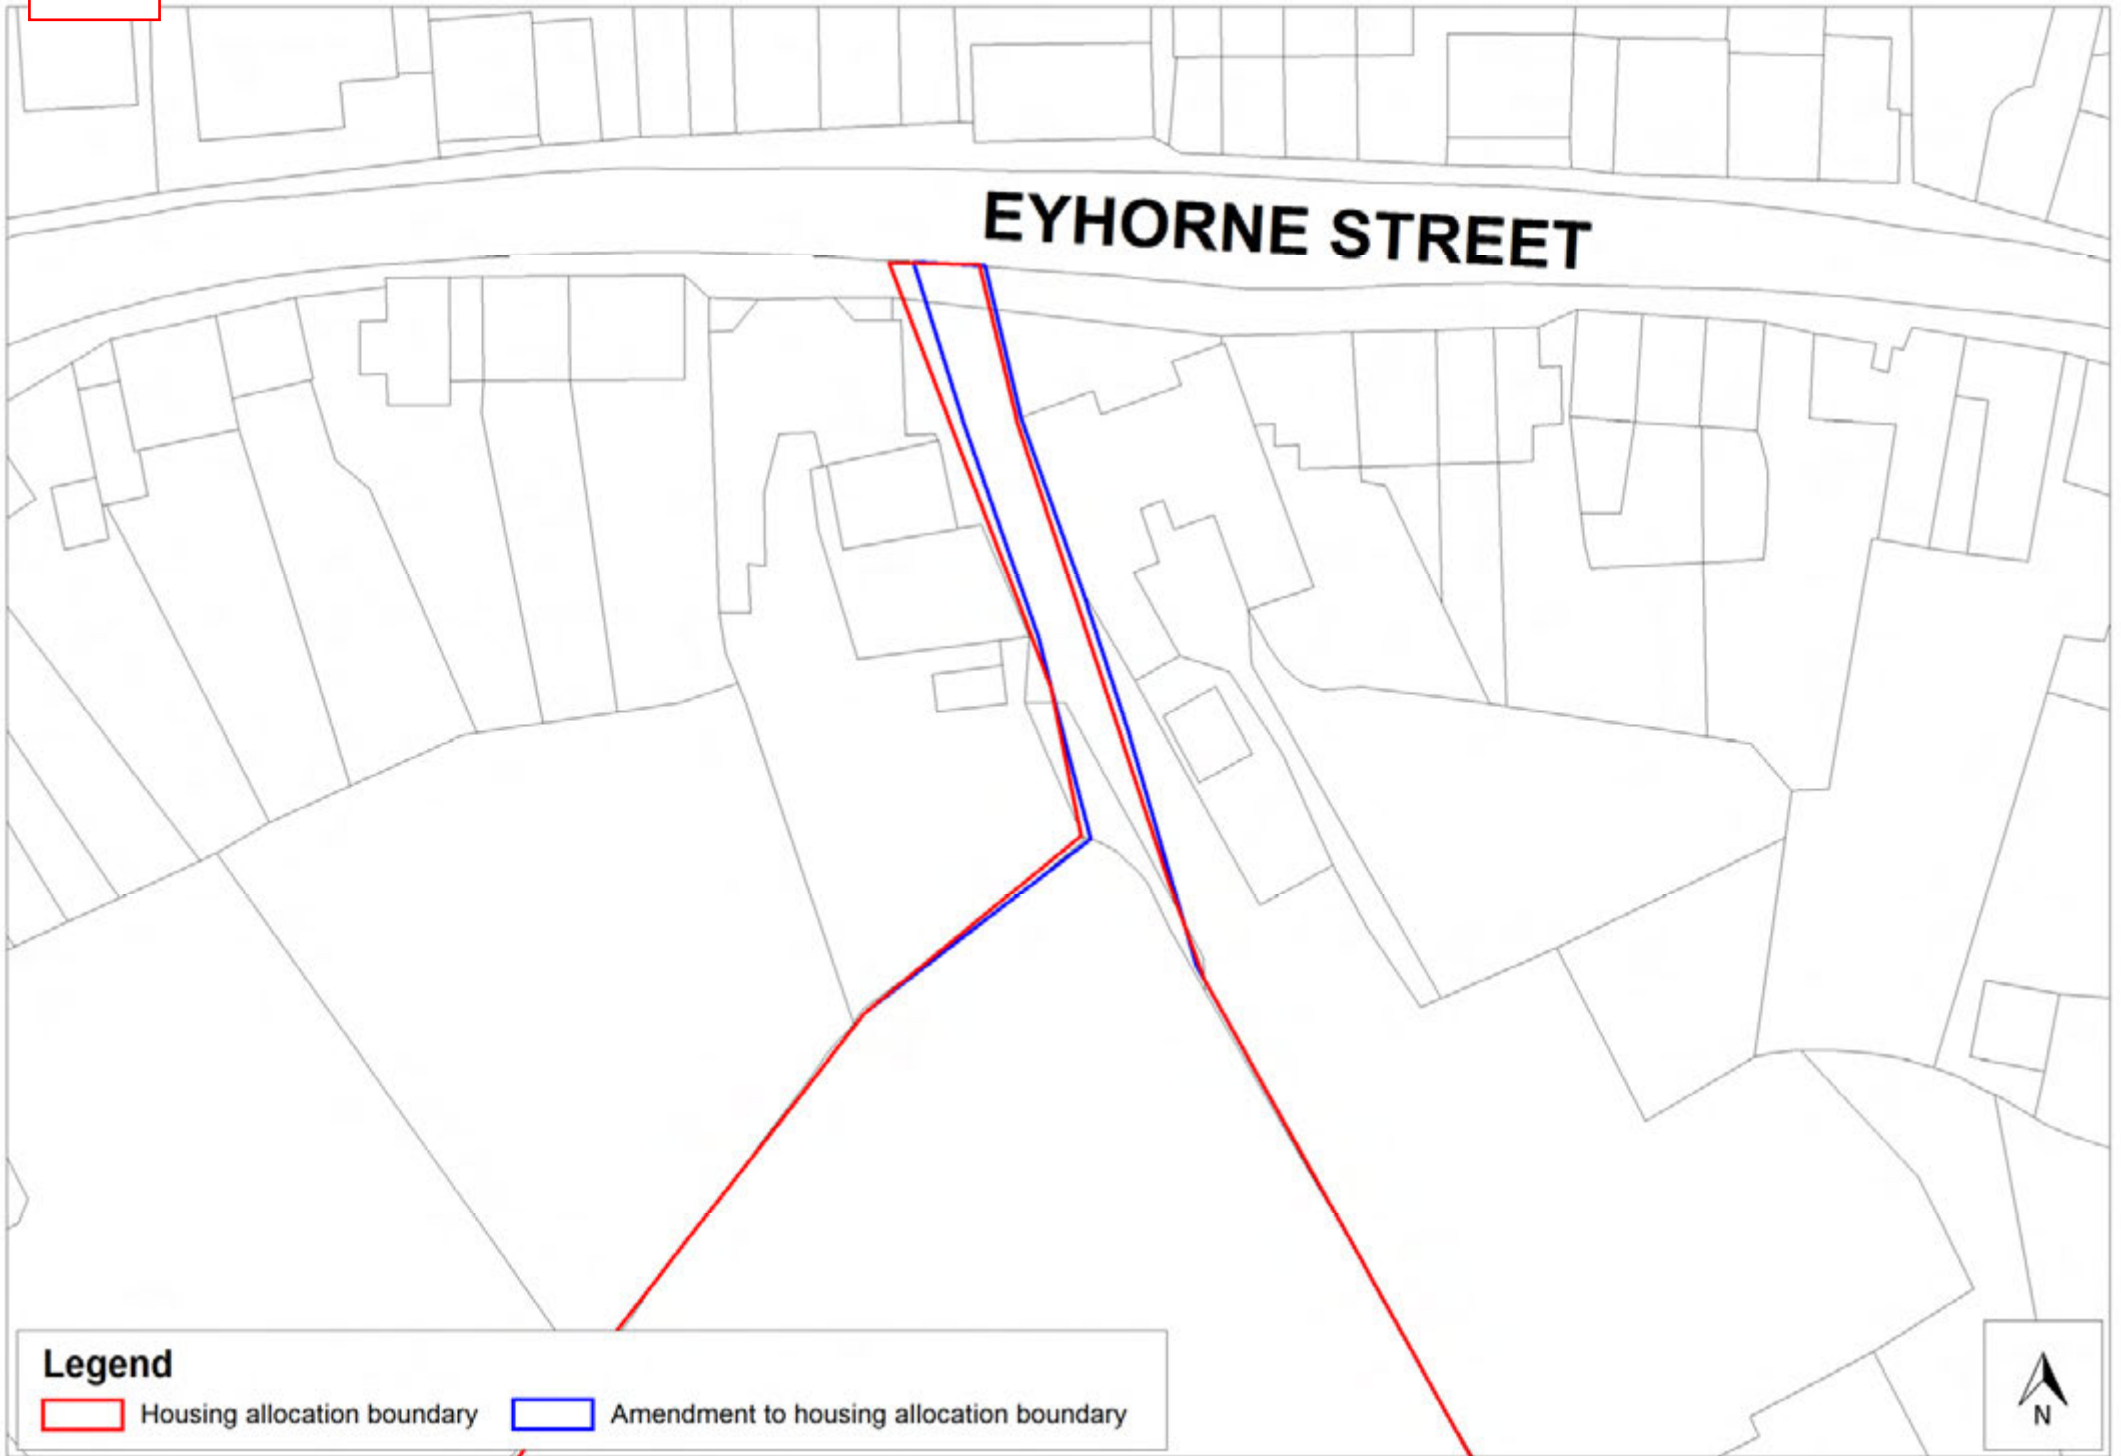 EYHORNE STREET
Legend
Housing allocation boundary
Amendment to housing allocation boundary
N